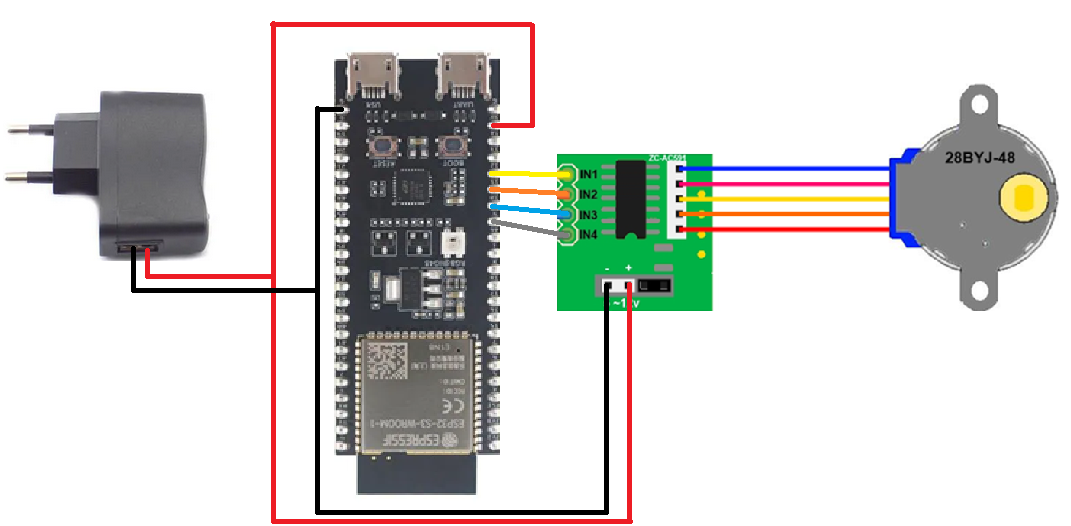 USB
UART
RESET
BOOT
RGB@IO48
ESP32-S3-WROOM-1
ESPRESSIF
CE
ZC-A0591
IN1
IN2
IN3
IN4
- +
28BYJ-48